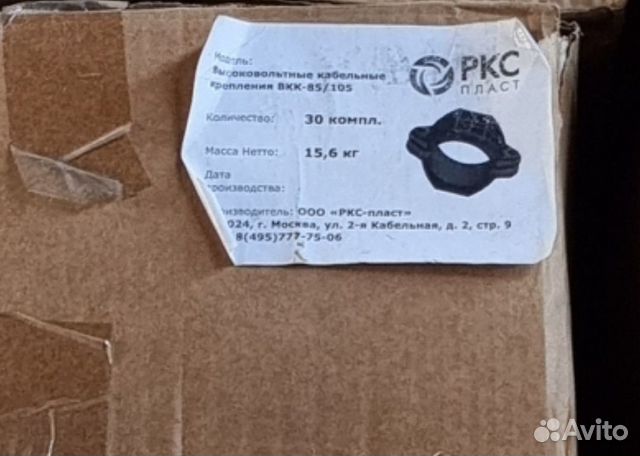 Модель:
Высоковольтные кабельные
крепления ВКК-85/105
РКС
ПЛАСТ
Количество: 30 компл.
Масса Нетто: 15,6 кг
Дата
производства:
производитель: ООО «РКС-пласт»
024, г. Москва, ул. 2-я Кабельная, д. 2, стр. 9
8(495)777-75-06
Avito